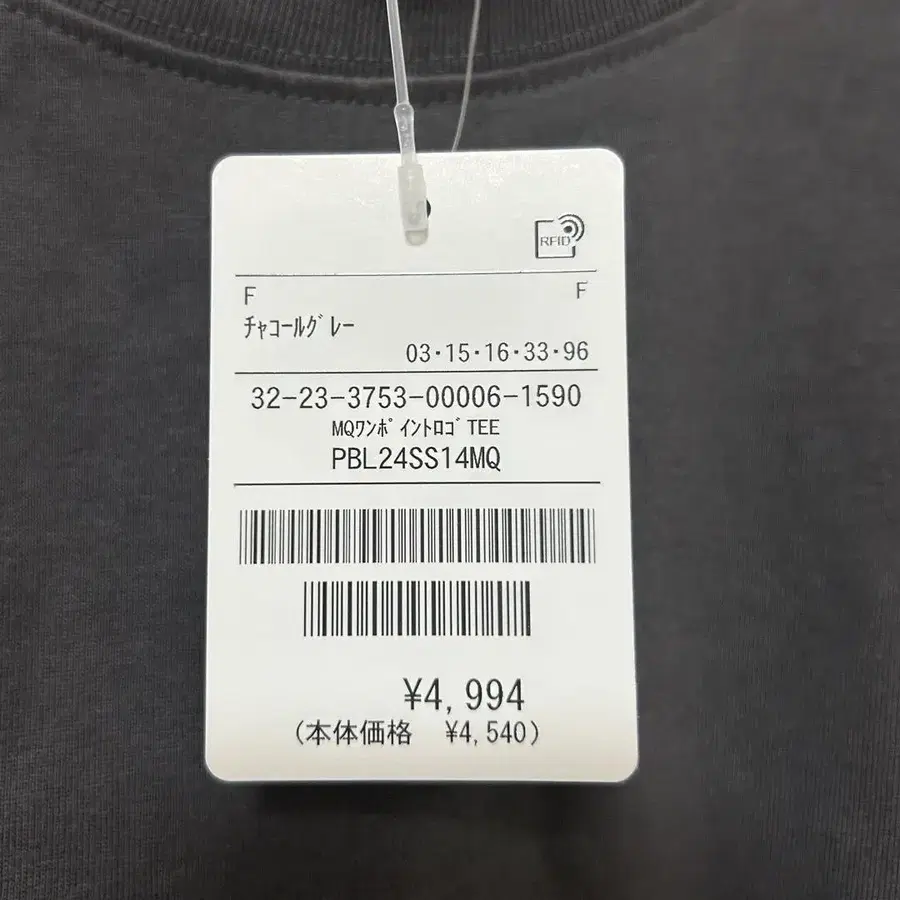 RFID
F F
チャコールグレー
03・15・16・33・96
32-23-3753-00006-1590
MQワンポイントロゴTEE
PBL24SS14MQ
¥4,994
(本体価格 ¥4,540)